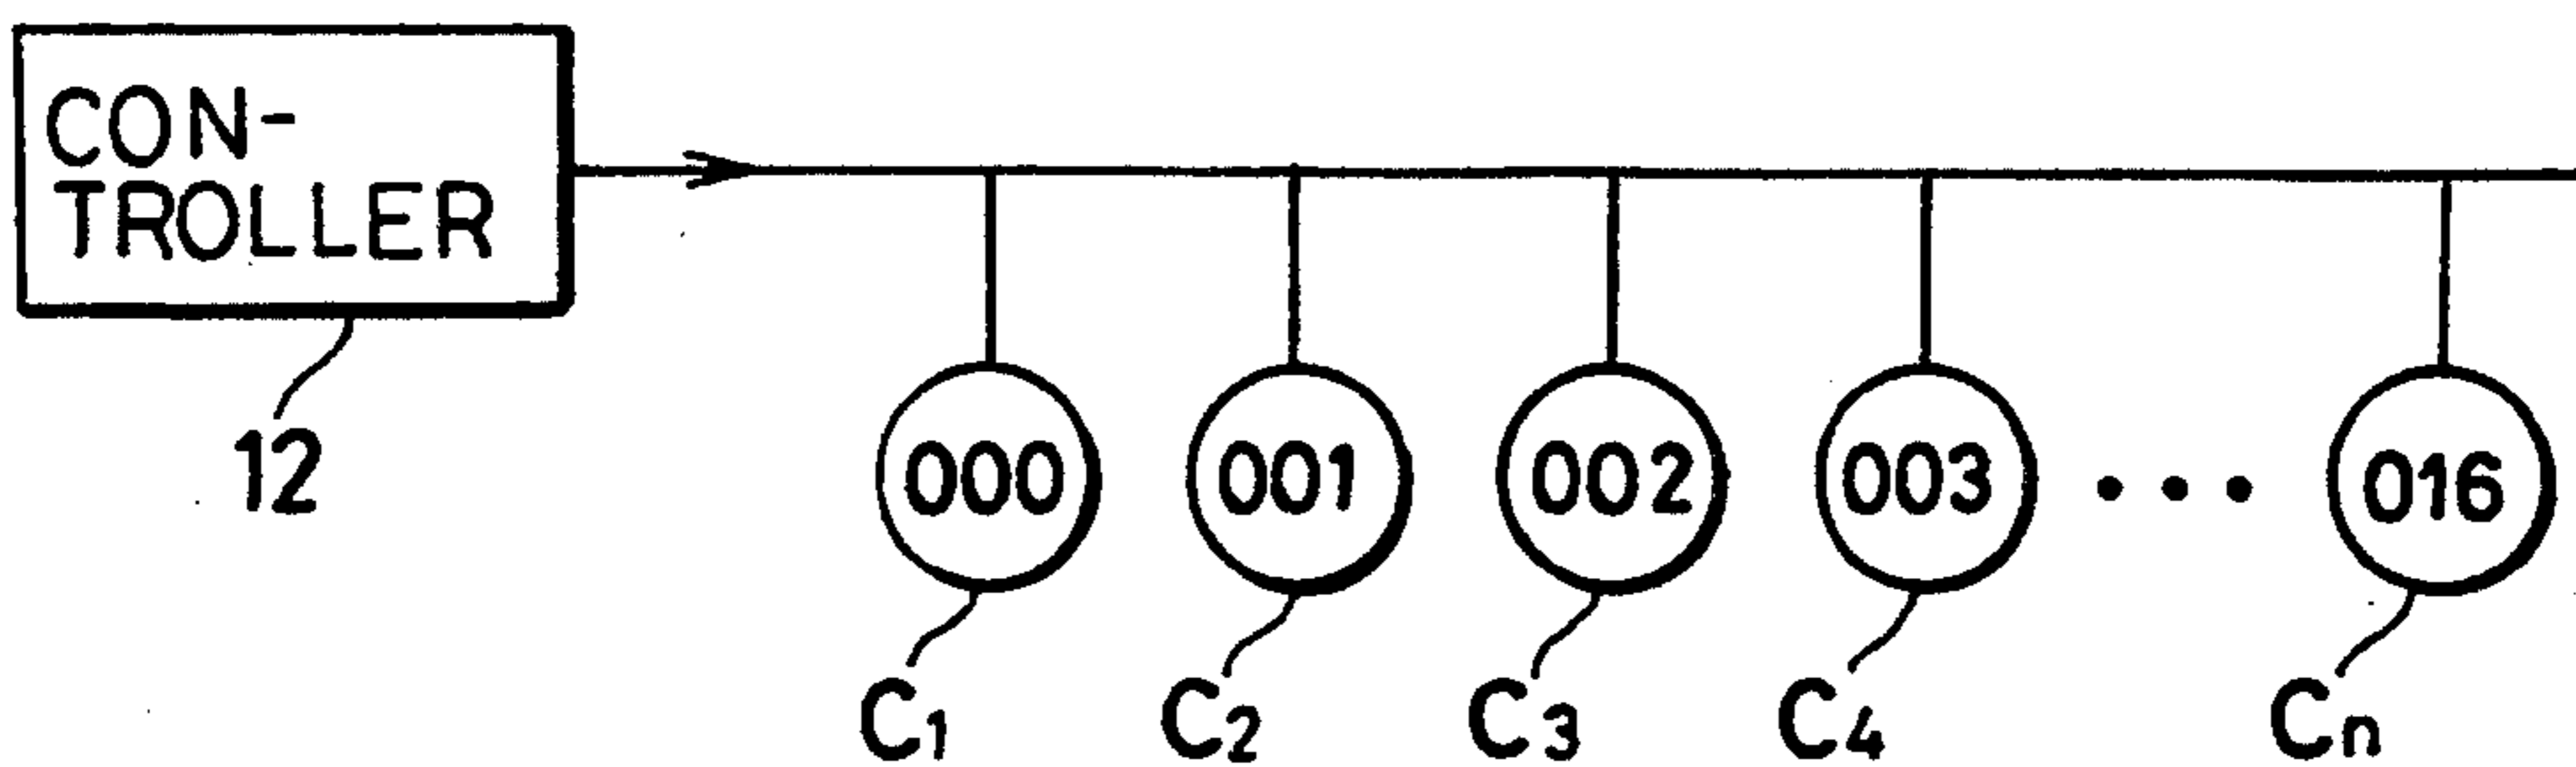 CON-
TROLLER
12
000 001 002 003 • • • 016
C1 C2 C3 C4 Cn